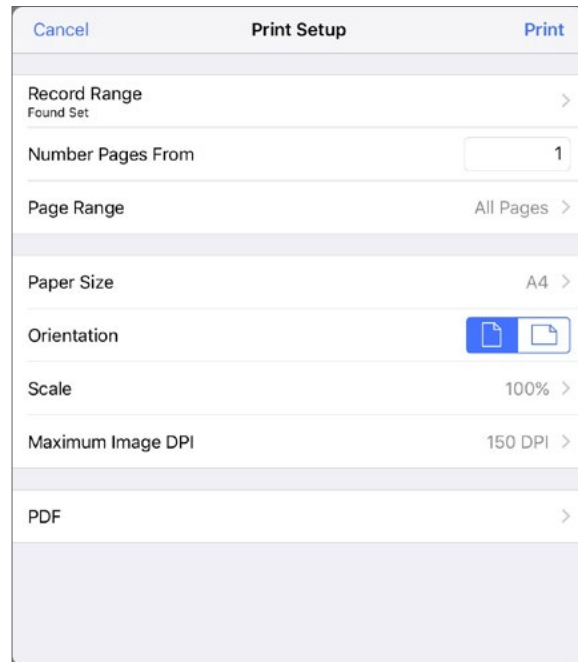 Cancel Print Setup Print
Record Range
Found Set
Number Pages From 1
Page Range All Pages
Paper Size A4
Orientation
Scale 100%
Maximum Image DPI 150 DPI
PDF